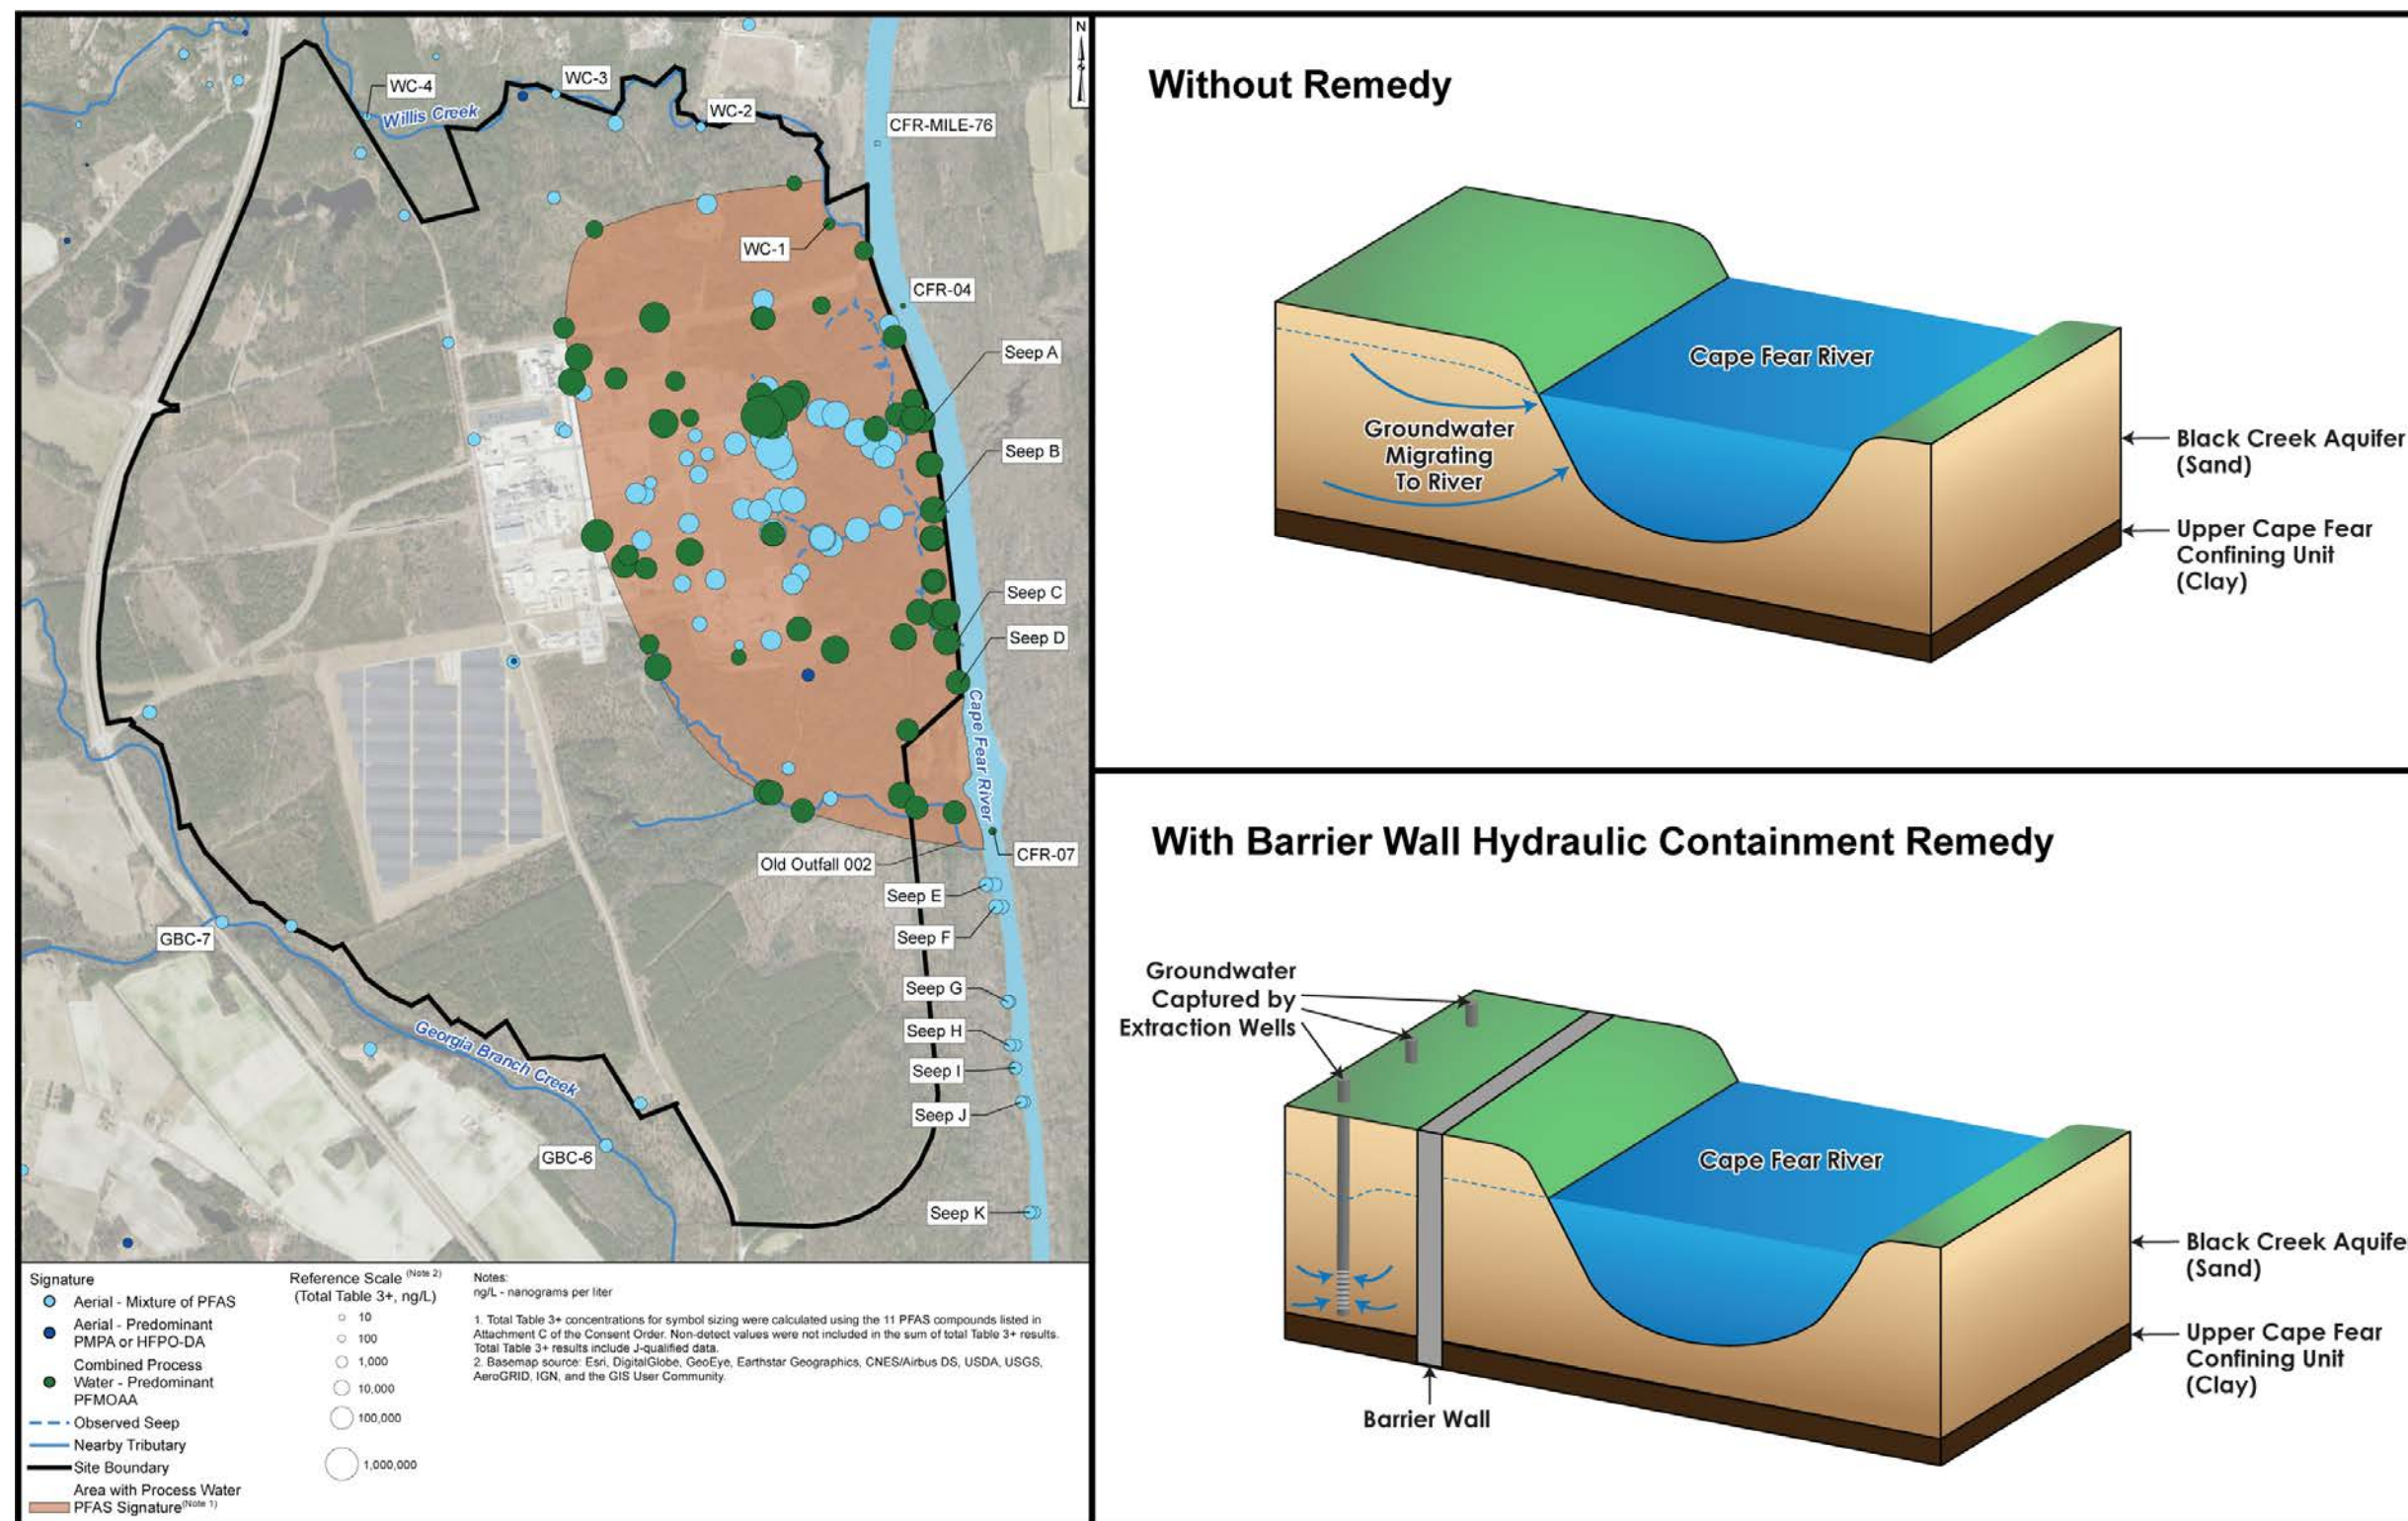 N
WC-4
WC-3
Willis Creek
WC-2
CFR-MILE-76
WC-1
CFR-04
Seep A
Seep B
Seep C
Seep D
Cape Fear River
Old Outfall 002
CFR-07
Seep E
Seep F
GBC-7
Seep G
Seep H
Georgia Branch Creek
Seep I
Seep J
GBC-6
Seep K
Signature
Aerial - Mixture of PFAS
Aerial - Predominant
PMPA or HFPO-DA
Combined Process
Water - Predominant
PFMOAA
Observed Seep
Nearby Tributary
Site Boundary
Area with Process Water
PFAS Signature(Note 1)
Reference Scale (Note 2)
(Total Table 3+, ng/L)
10
100
1,000
10,000
100,000
1,000,000
Notes:
ng/L - nanograms per liter
1. Total Table 3+ concentrations for symbol sizing were calculated using the 11 PFAS compounds listed in
Attachment C of the Consent Order. Non-detect values were not included in the sum of total Table 3+ results.
Total Table 3+ results include J-qualified data.
2. Basemap source: Esri, DigitalGlobe, GeoEye, Earthstar Geographics, CNES/Airbus DS, USDA, USGS,
AeroGRID, IGN, and the GIS User Community.
Without Remedy
Cape Fear River
Groundwater
Migrating
To River
Black Creek Aquifer
(Sand)
Upper Cape Fear
Confining Unit
(Clay)
With Barrier Wall Hydraulic Containment Remedy
Groundwater
Captured by
Extraction Wells
Cape Fear River
Black Creek Aquife
(Sand)
Upper Cape Fear
Confining Unit
(Clay)
Barrier Wall